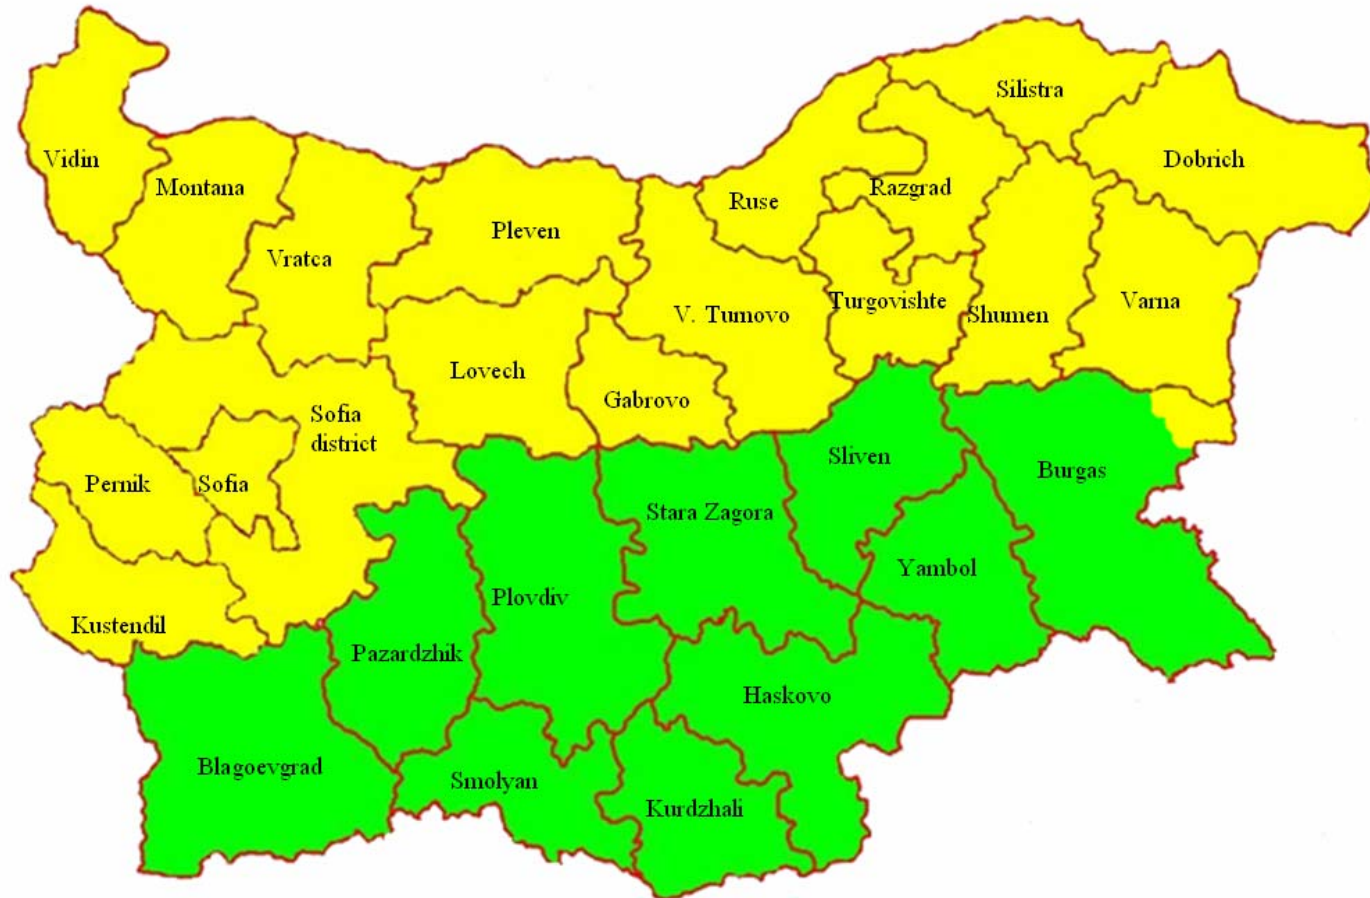 Silistra
Vidin
Dobrich
Montana
Razgrad
Ruse
Pleven
Vratca
Turgovishte
Varna
V. Turnovo
Shumen
Lovech
Gabrovo
Sofia
district
Sliven
Burgas
Pernik
Sofia
Stara Zagora
Yambol
Plovdiv
Kustendil
Pazardzhik
Haskovo
Blagoevgrad
Smolyan
Kurdzhali